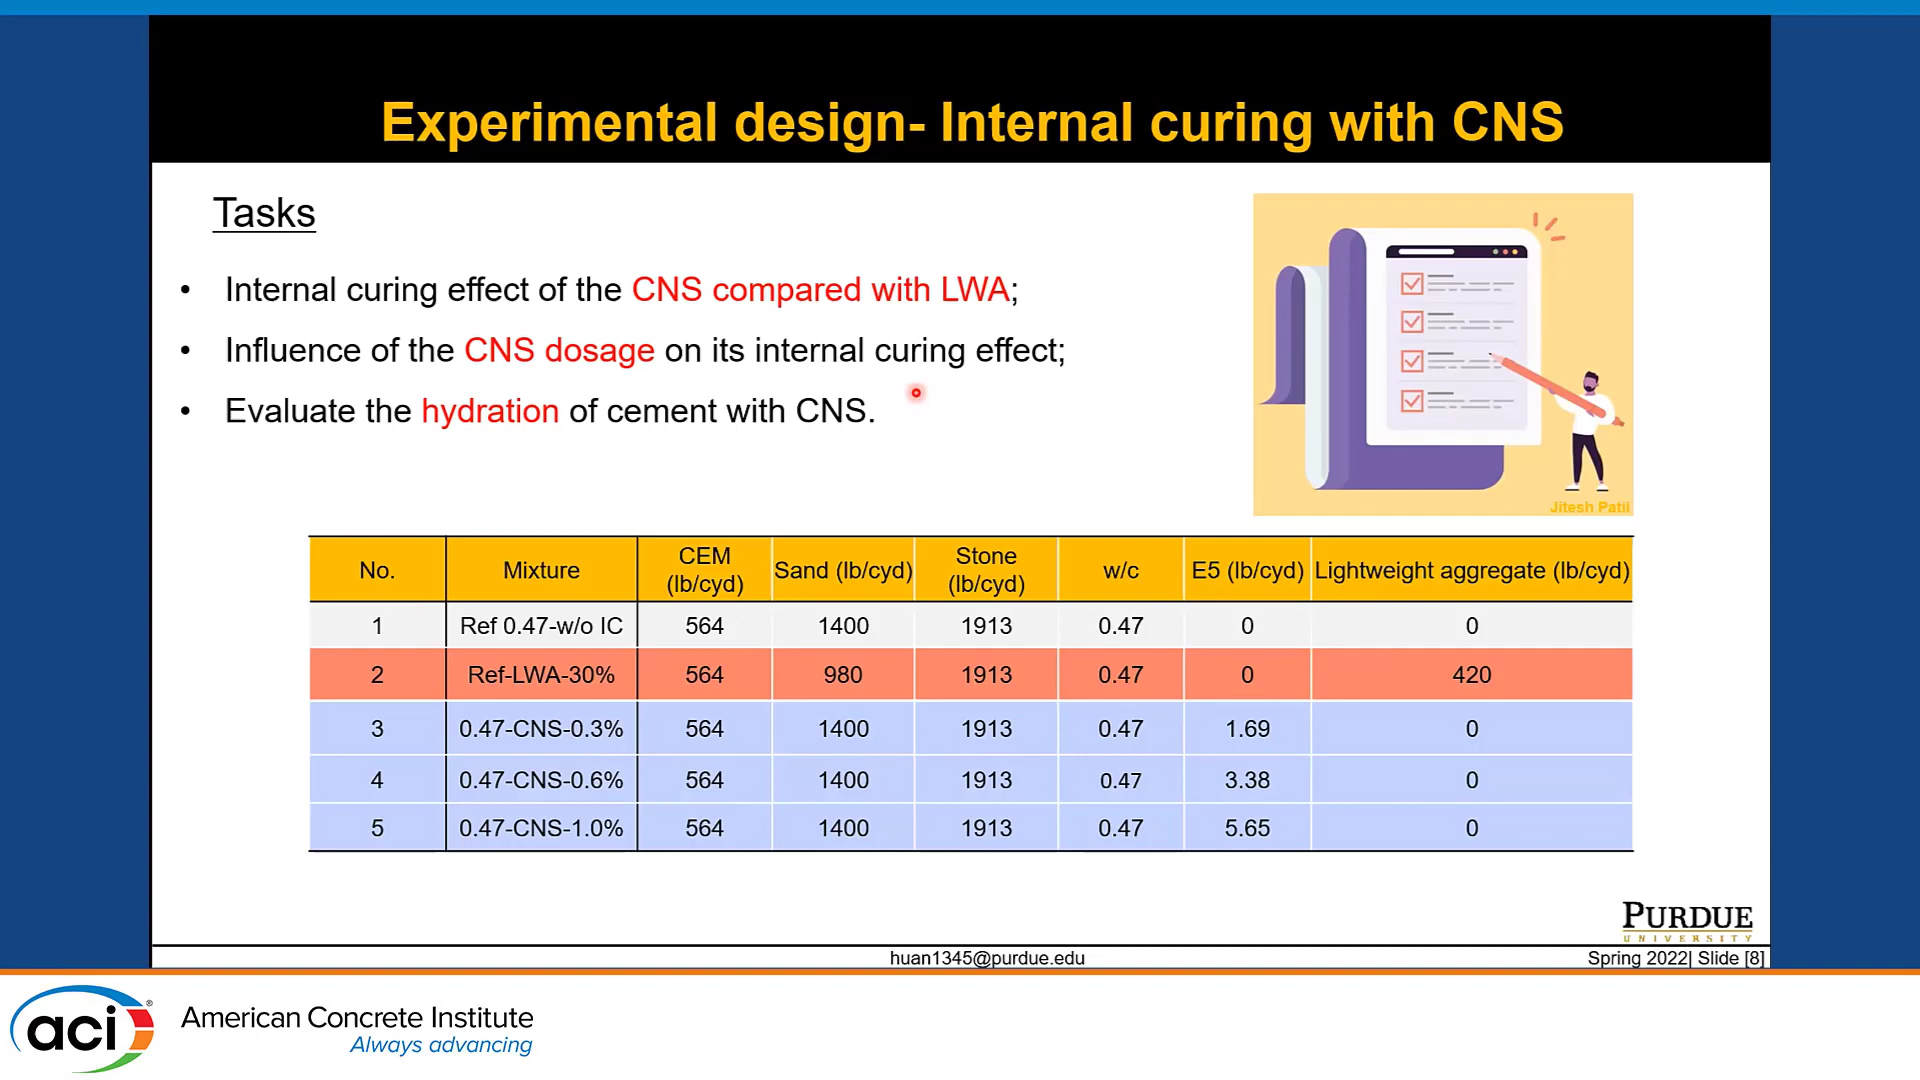 Experimental design- Internal curing with CNS
Tasks
• Internal curing effect of the CNS compared with LWA;
• Influence of the CNS dosage on its internal curing effect;
• Evaluate the hydration of cement with CNS.
Jitesh Patil
No. Mixture CEM (lb/cyd) Sand (lb/cyd) Stone (lb/cyd) w/c E5 (lb/cyd) Lightweight aggregate (lb/cyd)
1 Ref 0.47-w/o IC 564 1400 1913 0.47 0 0
2 Ref-LWA-30% 564 980 1913 0.47 0 420
3 0.47-CNS-0.3% 564 1400 1913 0.47 1.69 0
4 0.47-CNS-0.6% 564 1400 1913 0.47 3.38 0
5 0.47-CNS-1.0% 564 1400 1913 0.47 5.65 0
PURDUE
UNIVERSITY
huan1345@purdue.edu
Spring 2022| Slide [8]
aci®
American Concrete Institute
Always advancing